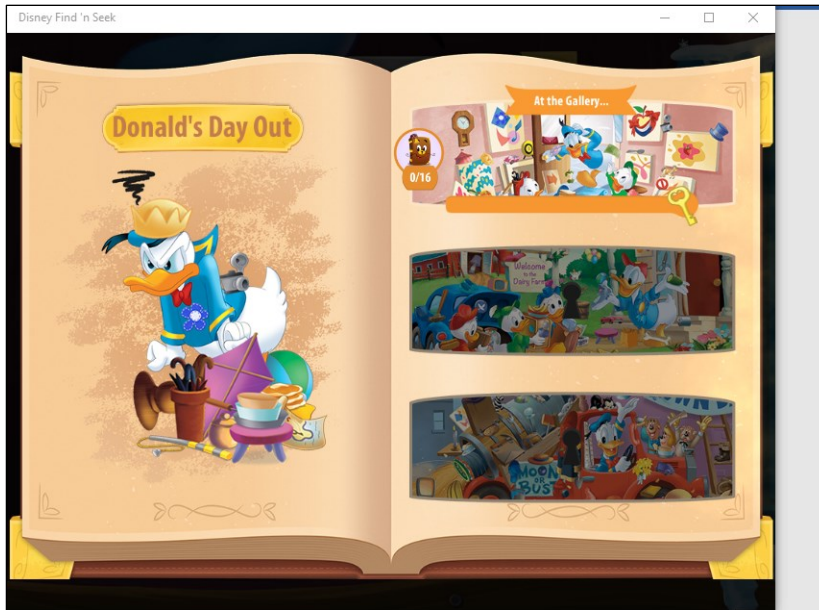 Disney Find 'n Seek
Donald's Day Out
At the Gallery...
0/16
Welcome
to the
Dairy Farm
MOON
OR
BUST